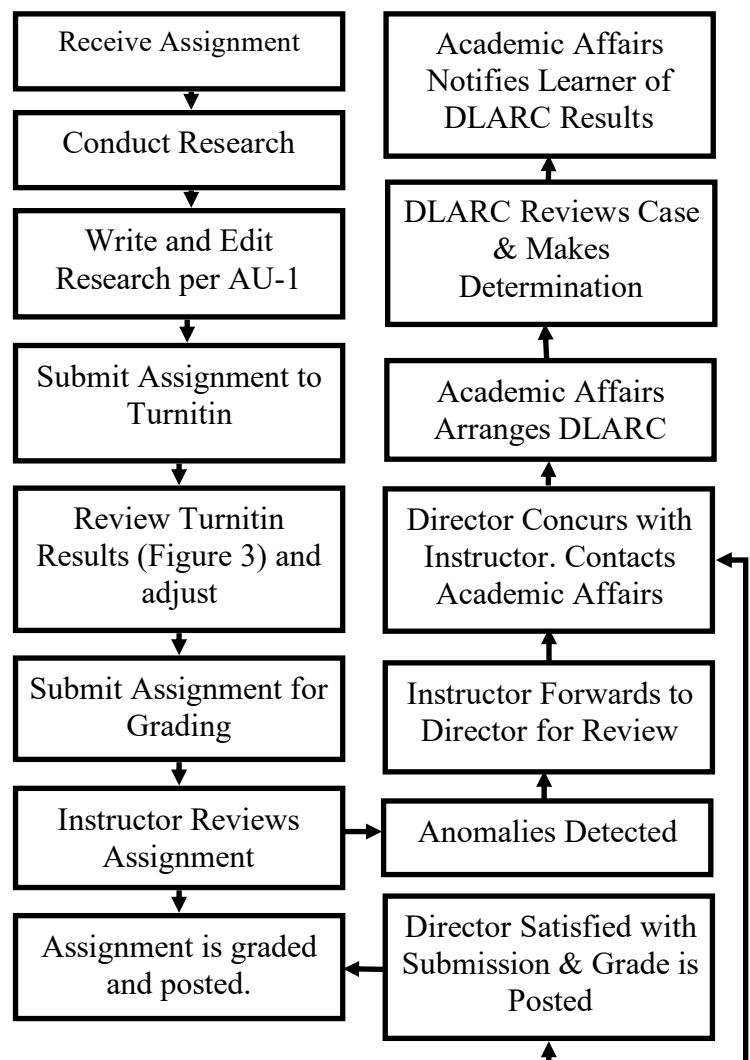 Receive Assignment
Conduct Research
Write and Edit
Research per AU-1
Submit Assignment to
Turnitin
Review Turnitin
Results (Figure 3) and
adjust
Submit Assignment for
Grading
Instructor Reviews
Assignment
Assignment is graded
and posted.
Academic Affairs
Notifies Learner of
DLARC Results
DLARC Reviews Case
& Makes
Determination
Academic Affairs
Arranges DLARC
Director Concurs with
Instructor. Contacts
Academic Affairs
Instructor Forwards to
Director for Review
Anomalies Detected
Director Satisfied with
Submission & Grade is
Posted